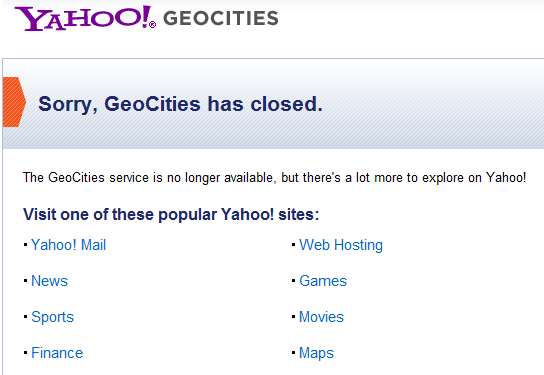 YAHOO!® GEOCITIES
Sorry, GeoCities has closed.
The GeoCities service is no longer available, but there's a lot more to explore on Yahoo!
Visit one of these popular Yahoo! sites:
▪ Yahoo! Mail ▪ Web Hosting
▪ News ▪ Games
▪ Sports ▪ Movies
▪ Finance ▪ Maps